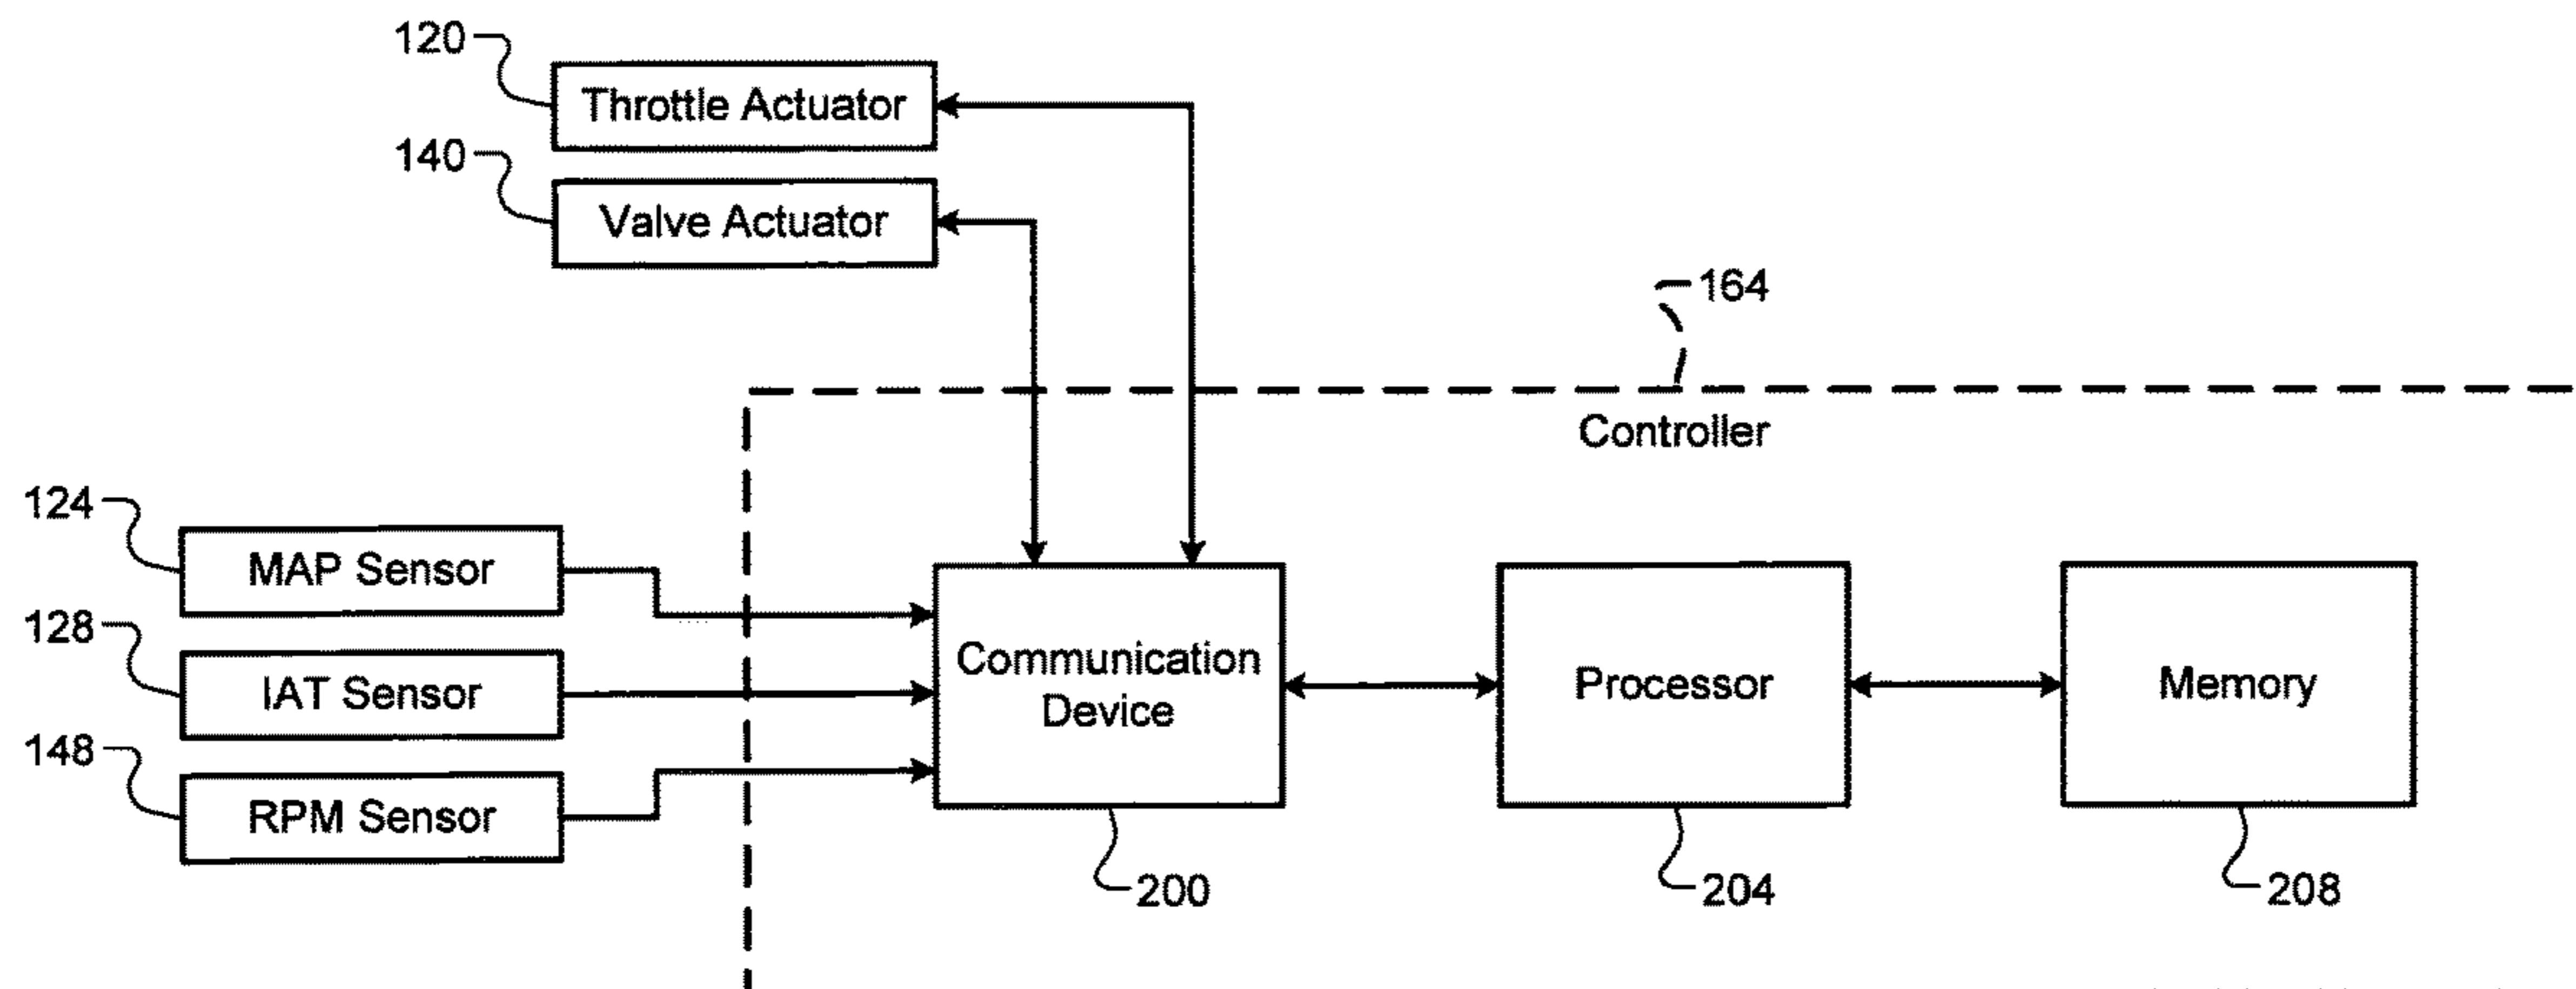 120
Throttle Actuator
140
Valve Actuator
164
Controller
124
MAP Sensor
128
IAT Sensor
148
RPM Sensor
Communication
Device
Processor
Memory
200
204
208